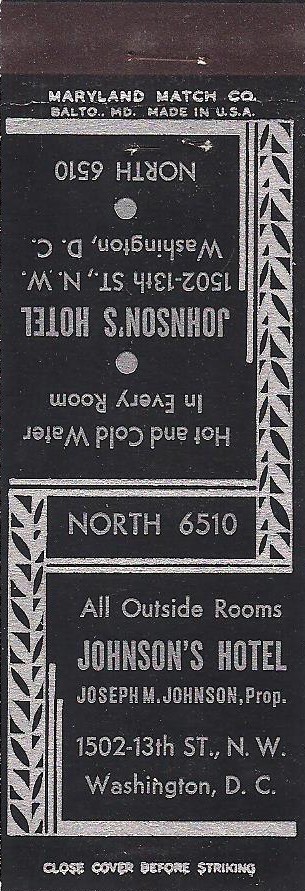 MARYLAND MATCH CO.
BALTO., MD. MADE IN U.S.A.
Hot and Cold Water
In Every Room
JOHNSON'S HOTEL
1502-13th ST., N. W.
Washington, D. C.
NORTH 6510
NORTH 6510
All Outside Rooms
JOHNSON'S HOTEL
JOSEPH M. JOHNSON, Prop.
1502-13th ST., N. W.
Washington, D. C.
CLOSE COVER BEFORE STRIKING